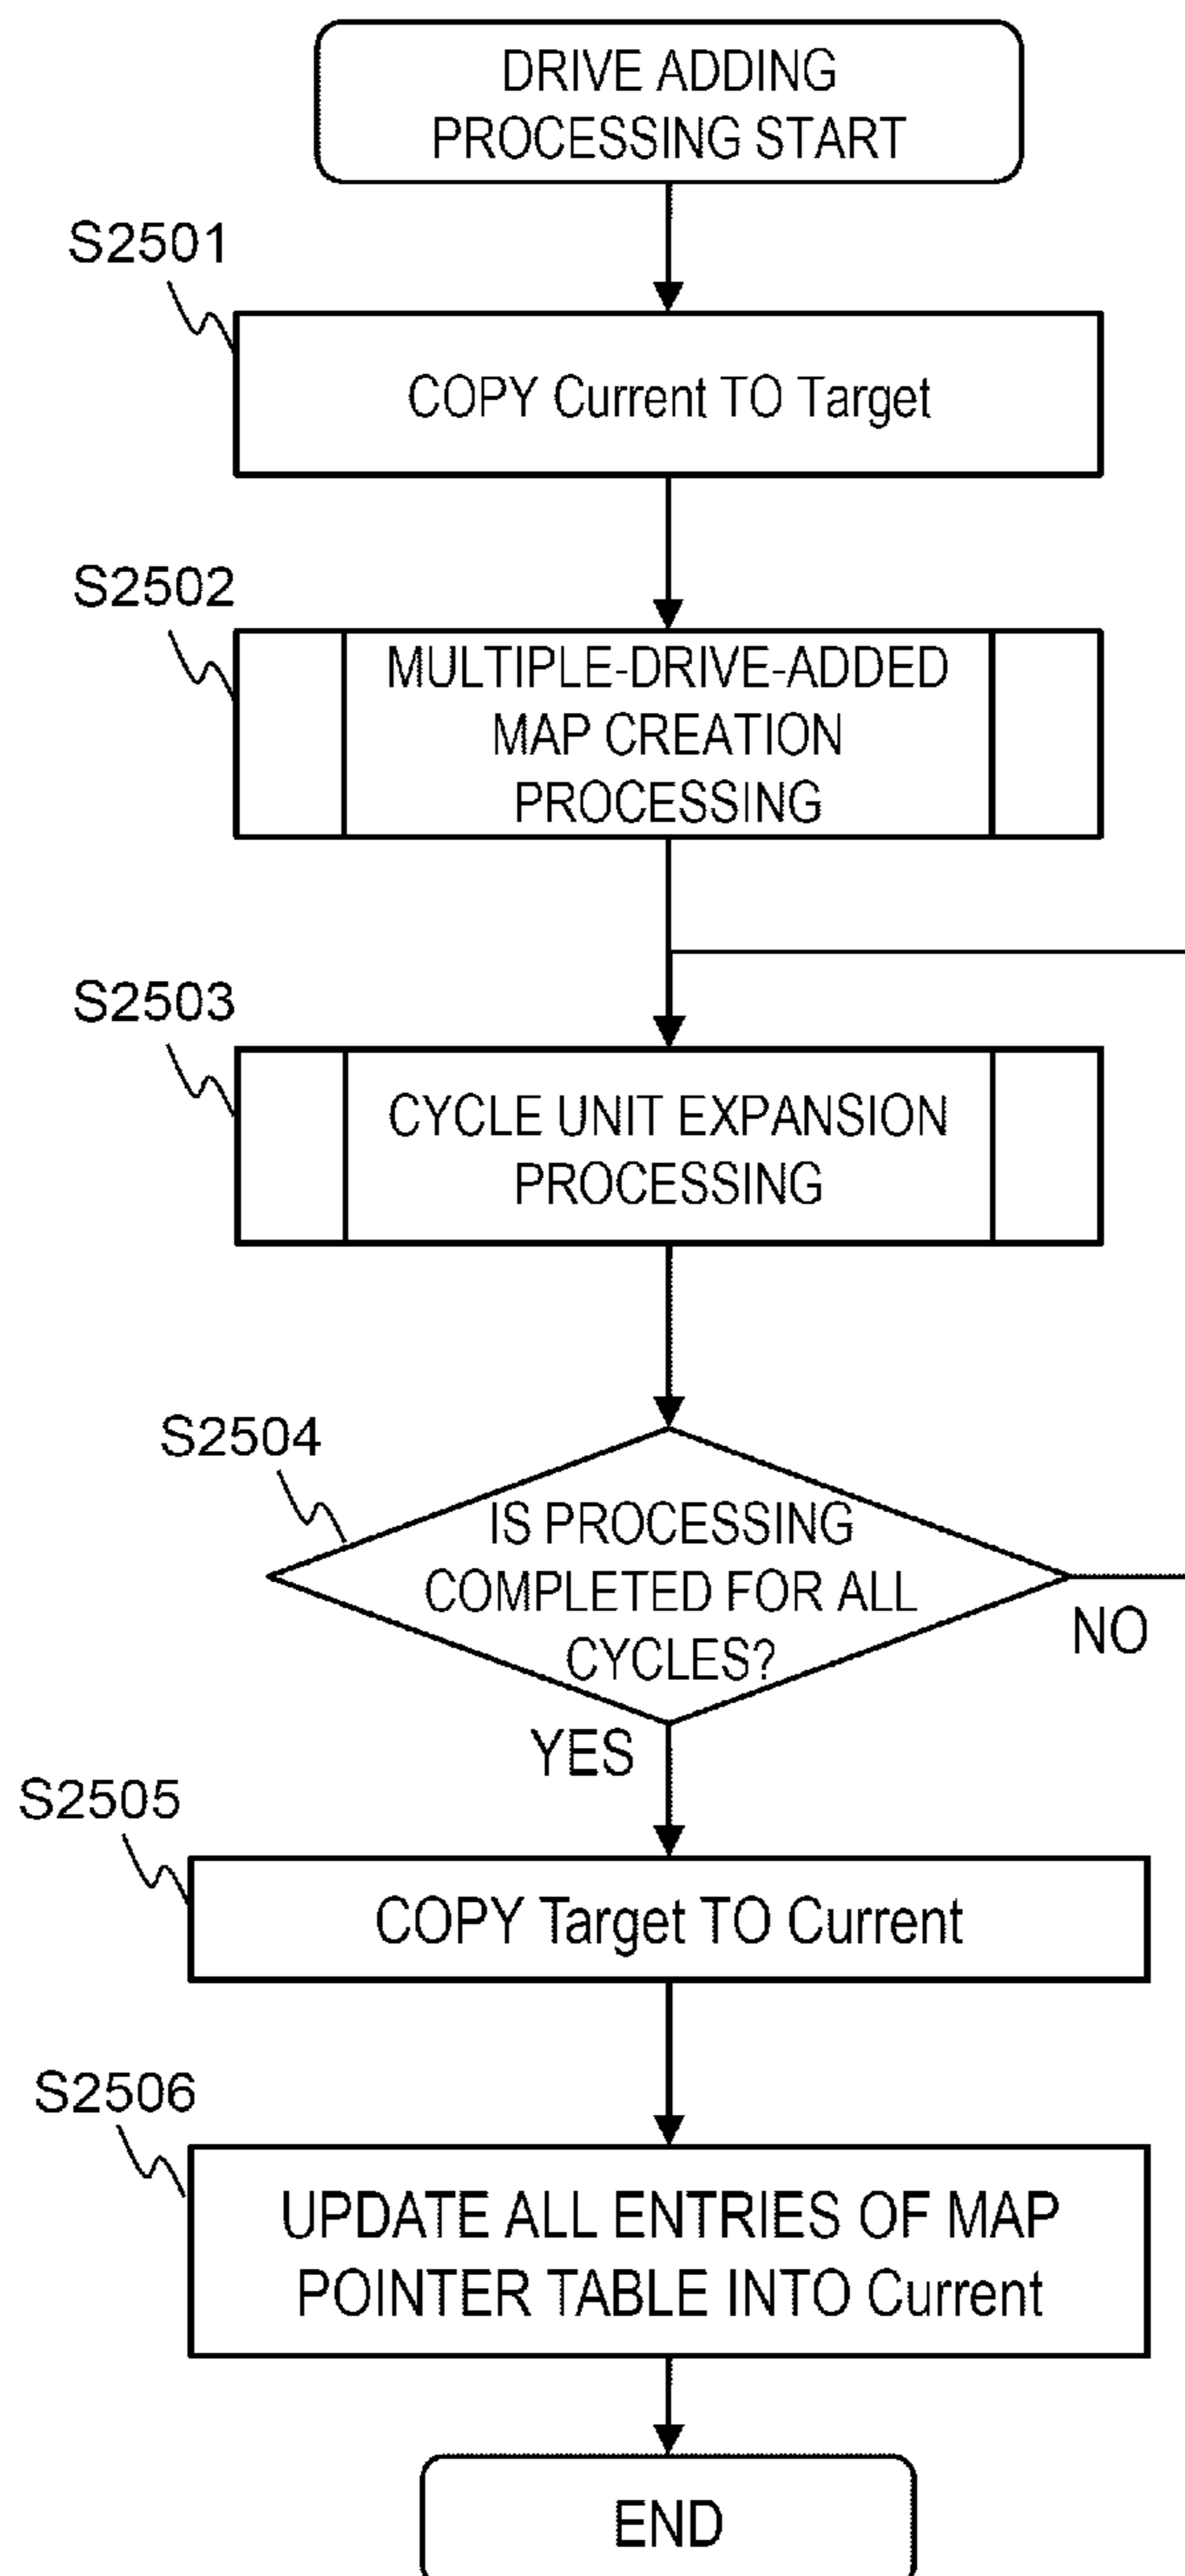 DRIVE ADDING
PROCESSING START
S2501
COPY Current TO Target
S2502
MULTIPLE-DRIVE-ADDED
MAP CREATION
PROCESSING
S2503
CYCLE UNIT EXPANSION
PROCESSING
S2504
IS PROCESSING
COMPLETED FOR ALL
CYCLES?
NO
YES
S2505
COPY Target TO Current
S2506
UPDATE ALL ENTRIES OF MAP
POINTER TABLE INTO Current
END